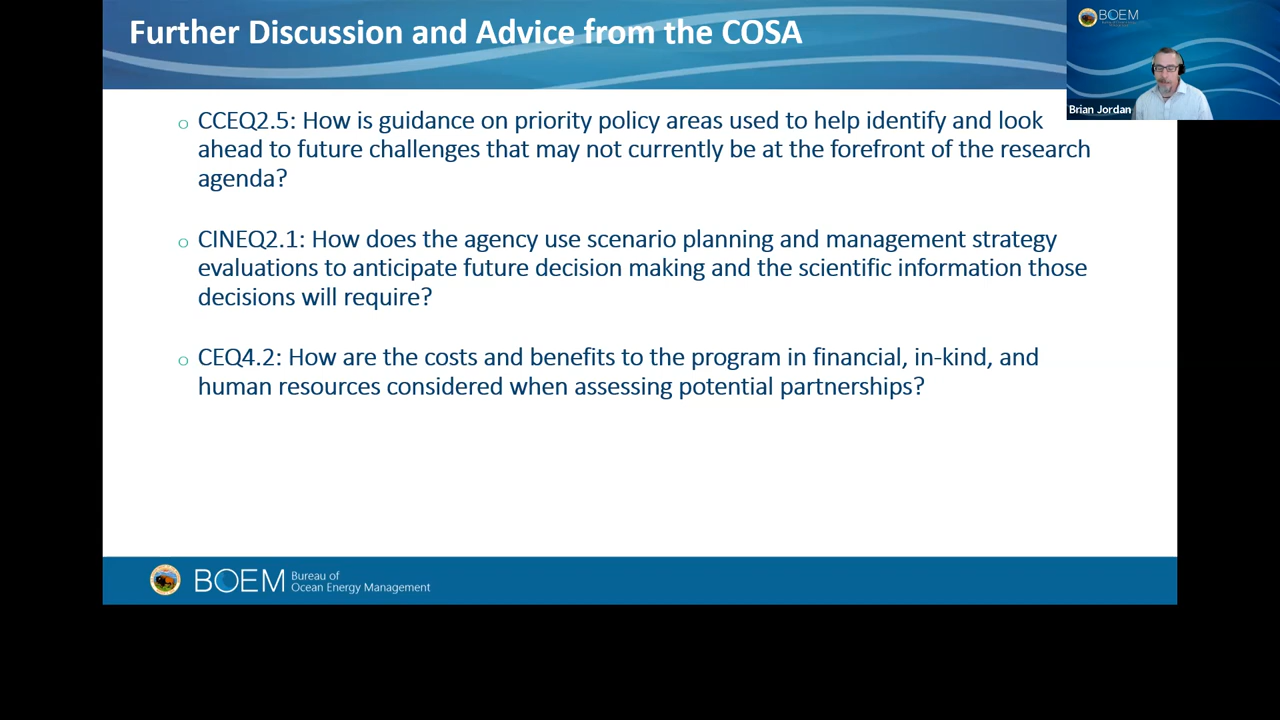 Further Discussion and Advice from the COSA
BOEM
Brian Jordan
o CCEQ2.5: How is guidance on priority policy areas used to help identify and look
ahead to future challenges that may not currently be at the forefront of the research
agenda?
o CINEQ2.1: How does the agency use scenario planning and management strategy
evaluations to anticipate future decision making and the scientific information those
decisions will require?
o CEQ4.2: How are the costs and benefits to the program in financial, in-kind, and
human resources considered when assessing potential partnerships?
BOEM
Bureau of
Ocean Energy Management